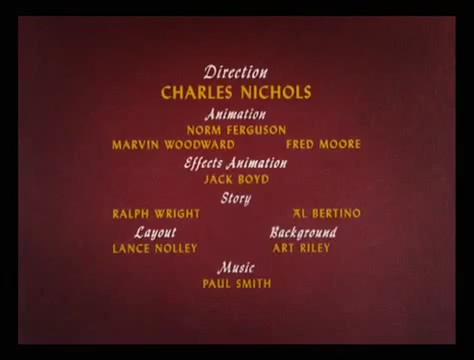 Direction
CHARLES NICHOLS
Animation
NORM FERGUSON
MARVIN WOODWARD FRED MOORE
Effects Animation
JACK BOYD
Story
RALPH WRIGHT AL BERTINO
Layout Background
LANCE NOLLEY ART RILEY
Music
PAUL SMITH